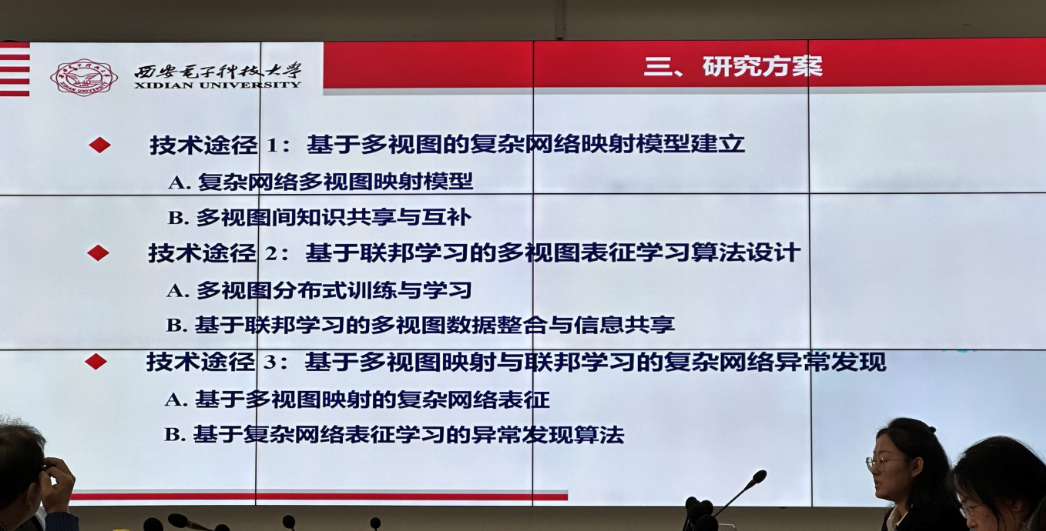 西安电子科技大学
XIDIAN UNIVERSITY
三、研究方案
技术途径 1：基于多视图的复杂网络映射模型建立
A. 复杂网络多视图映射模型
B. 多视图间知识共享与互补
技术途径 2：基于联邦学习的多视图表征学习算法设计
A. 多视图分布式训练与学习
B. 基于联邦学习的多视图数据整合与信息共享
技术途径 3：基于多视图映射与联邦学习的复杂网络异常发现
A. 基于多视图映射的复杂网络表征
B. 基于复杂网络表征学习的异常发现算法